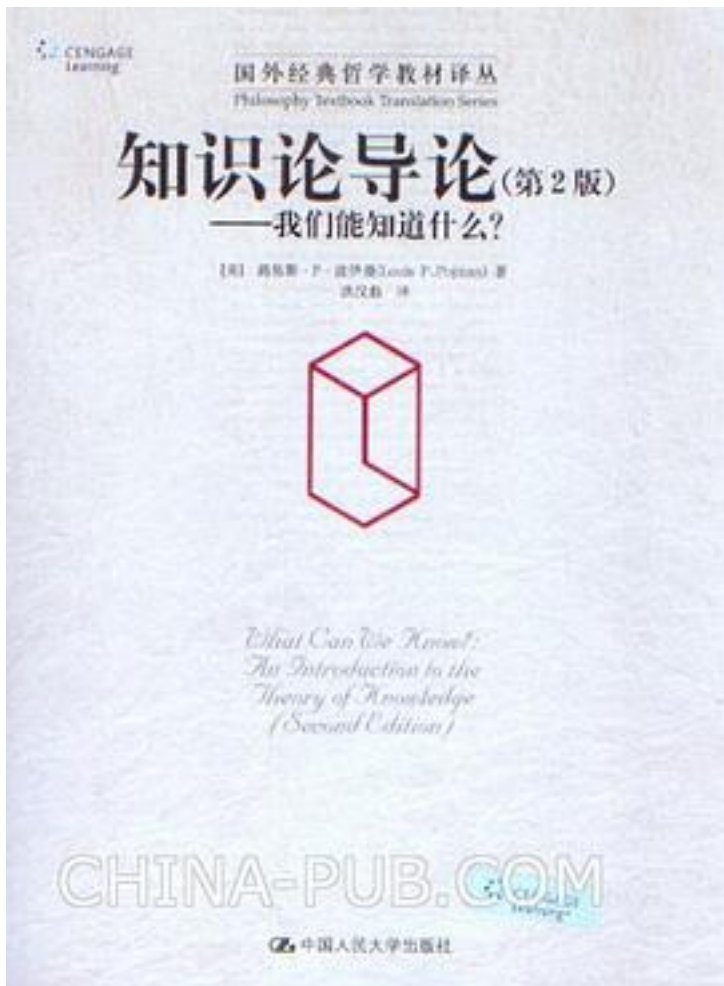 CENGAGE
Learning
国外经典哲学教材译丛
Philosophy Textbook Translation Series
知识论导论(第2版)
——我们能知道什么?
[美] 路易斯·P·波伊曼(Louis P.Pojman) 著
洪汉鼎 译
What Can We Know?:
An Introduction to the
Theory of Knowledge
(Second Edition)
CHINA-PUB.COM
CENGAGE
Learning
中国人民大学出版社